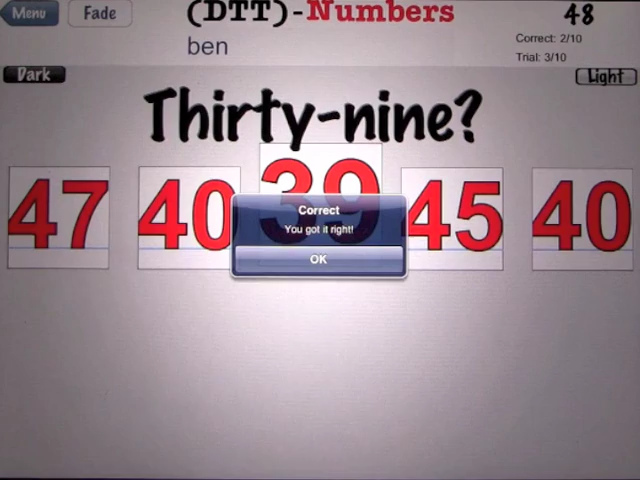 Menu
Fade
(DTT)-Numbers
48
ben
Correct: 2/10
Trial: 3/10
Dark
Light
Thirty-nine?
47
40
39
45
40
Correct
You got it right!
OK